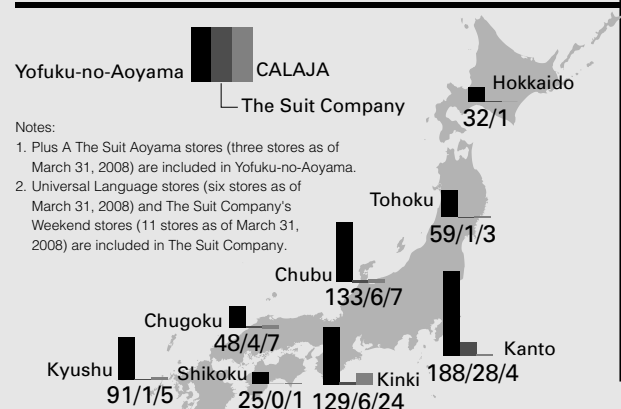 Yofuku-no-Aoyama
CALAJA
The Suit Company
Notes:
1. Plus A The Suit Aoyama stores (three stores as of
March 31, 2008) are included in Yofuku-no-Aoyama.
2. Universal Language stores (six stores as of
March 31, 2008) and The Suit Company's
Weekend stores (11 stores as of March 31,
2008) are included in The Suit Company.
Hokkaido
32/1
Tohoku
59/1/3
Chubu
133/6/7
Chugoku
48/4/7
Kanto
188/28/4
Kyushu
91/1/5
Shikoku
25/0/1
Kinki
129/6/24